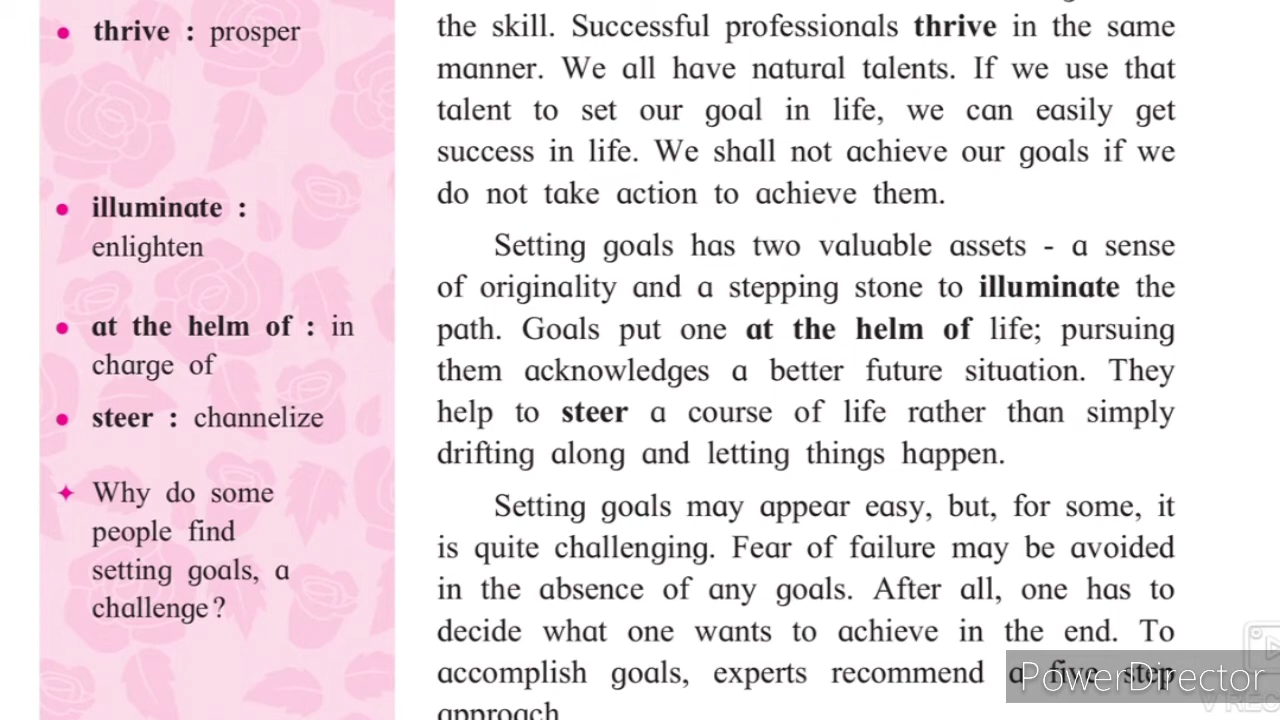 thrive : prosper
illuminate :
enlighten
at the helm of : in
charge of
steer : channelize
Why do some
people find
setting goals, a
challenge?
the skill. Successful professionals thrive in the same
manner. We all have natural talents. If we use that
talent to set our goal in life, we can easily get
success in life. We shall not achieve our goals if we
do not take action to achieve them.
Setting goals has two valuable assets - a sense
of originality and a stepping stone to illuminate the
path. Goals put one at the helm of life; pursuing
them acknowledges a better future situation. They
help to steer a course of life rather than simply
drifting along and letting things happen.
Setting goals may appear easy, but, for some, it
is quite challenging. Fear of failure may be avoided
in the absence of any goals. After all, one has to
decide what one wants to achieve in the end. To
accomplish goals, experts recommend a five step
approach
PowerDirector